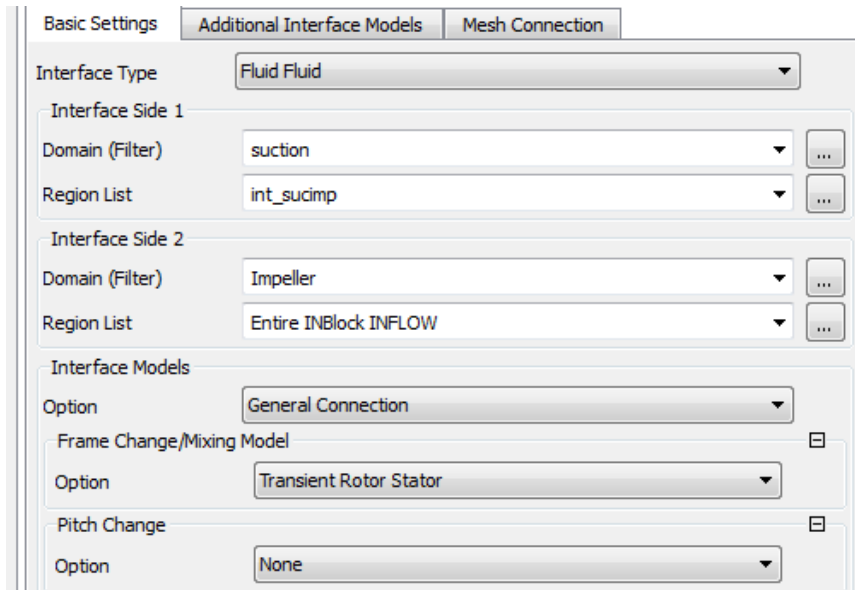 Basic Settings Additional Interface Models Mesh Connection
Interface Type Fluid Fluid
Interface Side 1
Domain (Filter) suction ...
Region List int_sucimp ...
Interface Side 2
Domain (Filter) Impeller ...
Region List Entire INBlock INFLOW ...
Interface Models
Option General Connection
Frame Change/Mixing Model
Option Transient Rotor Stator
Pitch Change
Option None